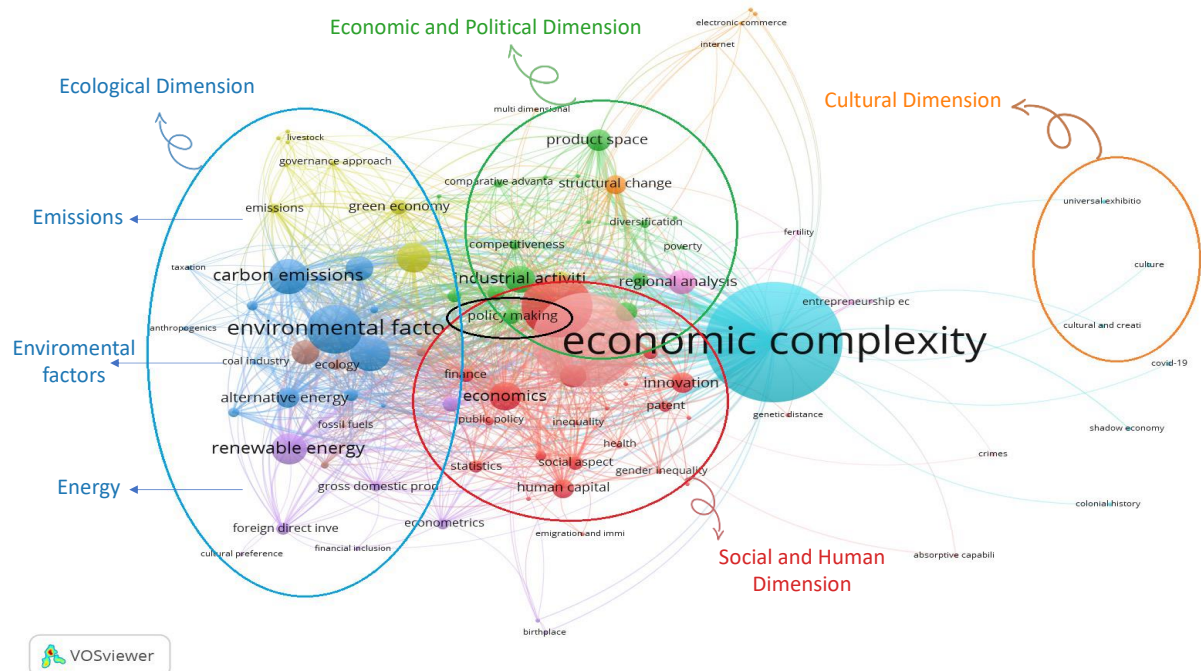 electronic commerce
Economic and Political Dimension
internet
Ecological Dimension
Cultural Dimension
multi dimensional
livestock
product space
governance approach
comparative advanta
structural change
universal exhibitio
Emissions
emissions
green economy
diversification
fertility
competitiveness
poverty
taxation
carbon emissions
ndustrial activiti
regional analysis
culture
entrepreneurship ec
policy making
anthropogenics
environmental facto
cultural and creati
economic complexity
Enviromental
factors
coal industry
ecology
covid-19
finance
innovation
alternative energy
economics
patent
genetic distance
public policy
inequality
fossil fuels
shadow economy
renewable energy
health
crimes
statistics
social aspect
gender inequality
Energy
gross domestic prod
human capital
colonial history
foreign direct inve
econometrics
emigration and immi
cultural preference
financial inclusion
absorptive capabili
Social and Human
Dimension
birthplace
VOSviewer